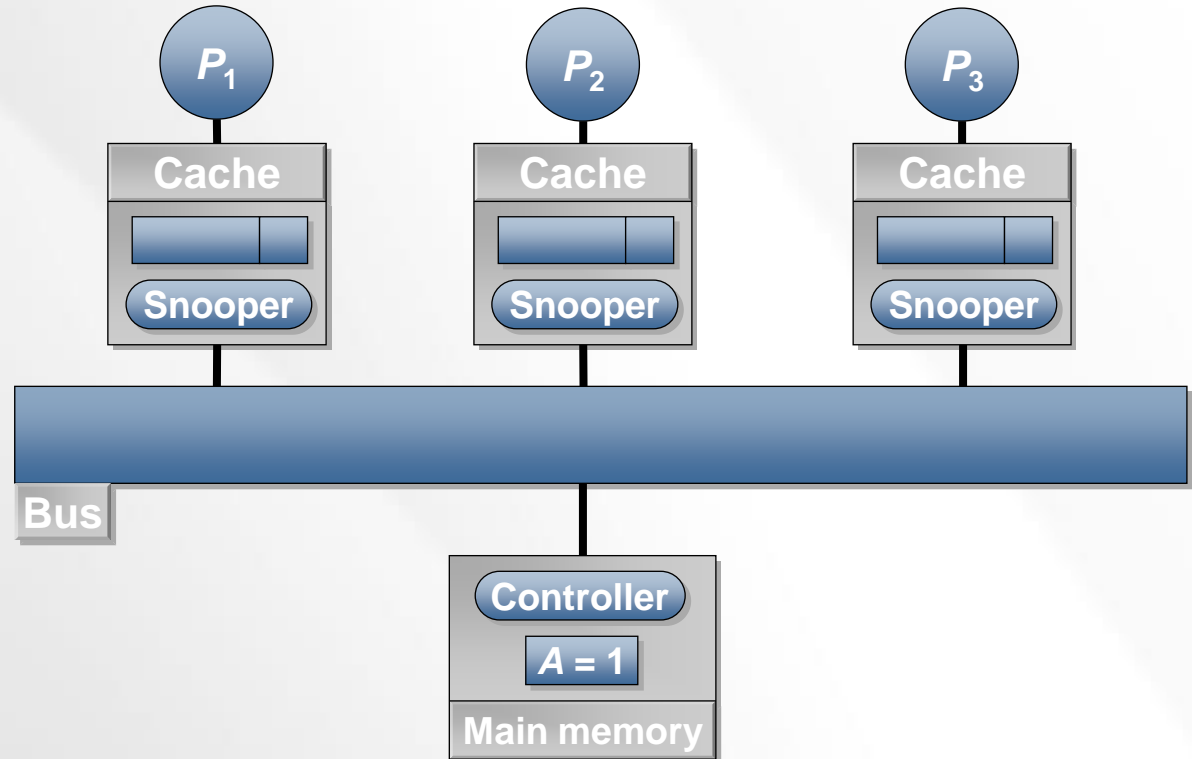 P1
P2
P3
Cache
Cache
Cache
Snooper
Snooper
Snooper
Bus
Controller
A = 1
Main memory